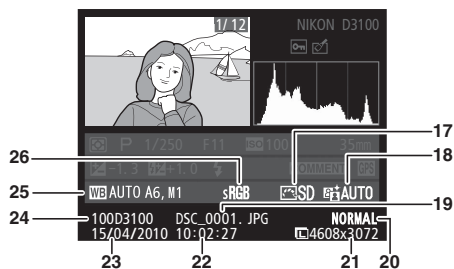 1/ 12 NIKON D3100
P 1/250 F11 ISO 100 35mm
-1. 3 +1. 0 COMMENT GPS
WB AUTO A6, M1 sRGB SD AUTO
100D3100 DSC_0001. JPG NORMAL
15/04/2010 10:02:27 L 4608x3072
17
18
19
20
21
22
23
24
25
26